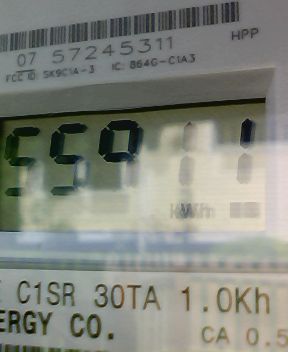 07 57245311
HPP
FCC ID: SK9C1A-3 IC: 864G-C1A3
55911
KWh
C1SR 30TA 1.0Kh
ERGY CO. CA 0.5